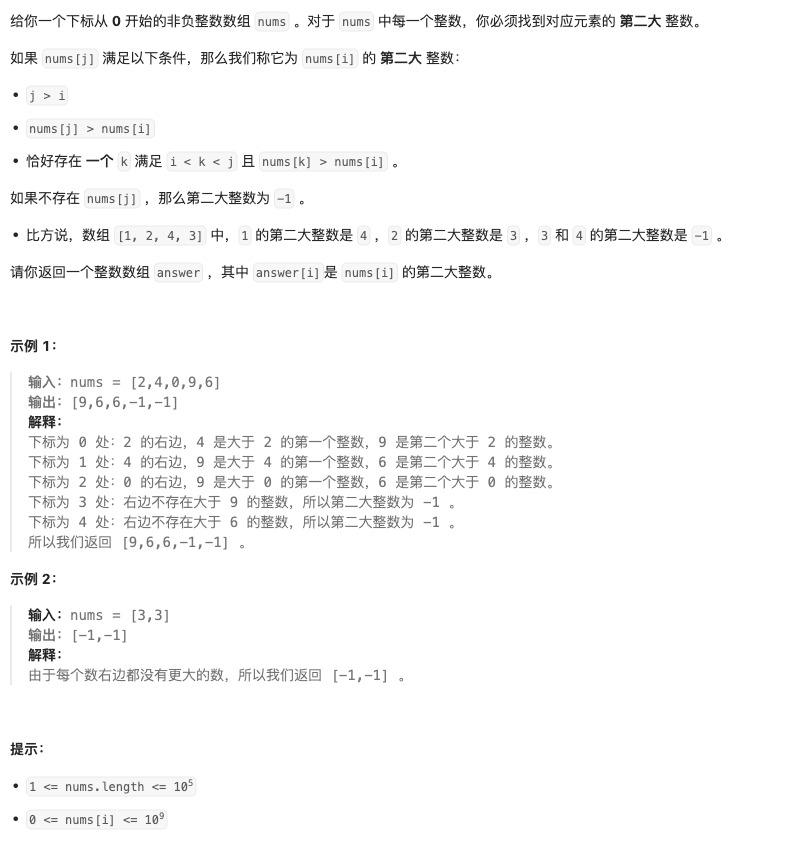 给你一个下标从 0 开始的非负整数数组 nums 。对于 nums 中每一个整数，你必须找到对应元素的 第二大 整数。
如果 nums[j] 满足以下条件，那么我们称它为 nums[i] 的 第二大 整数：
• j > i
• nums[j] > nums[i]
• 恰好存在 一个 k 满足 i < k < j 且 nums[k] > nums[i] 。
如果不存在 nums[j] ，那么第二大整数为 -1 。
• 比方说，数组 [1, 2, 4, 3] 中，1 的第二大整数是 4 ，2 的第二大整数是 3 ，3 和 4 的第二大整数是 -1 。
请你返回一个整数数组 answer ，其中 answer[i]是 nums[i] 的第二大整数。
示例 1：
输入：nums = [2,4,0,9,6]
输出：[9,6,6,-1,-1]
解释：
下标为 0 处：2 的右边，4 是大于 2 的第一个整数，9 是第二个大于 2 的整数。
下标为 1 处：4 的右边，9 是大于 4 的第一个整数，6 是第二个大于 4 的整数。
下标为 2 处：0 的右边，9 是大于 0 的第一个整数，6 是第二个大于 0 的整数。
下标为 3 处：右边不存在大于 9 的整数，所以第二大整数为 -1 。
下标为 4 处：右边不存在大于 6 的整数，所以第二大整数为 -1 。
所以我们返回 [9,6,6,-1,-1] 。
示例 2：
输入：nums = [3,3]
输出：[-1,-1]
解释：
由于每个数右边都没有更大的数，所以我们返回 [-1,-1] 。
提示：
• 1 <= nums.length <= 10⁵
• 0 <= nums[i] <= 10⁹